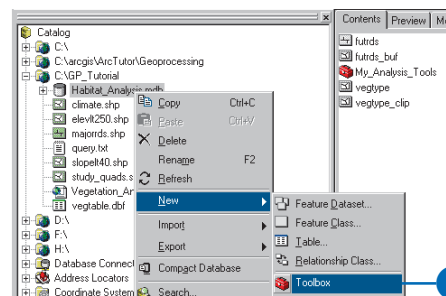 Contents Preview M
Catalog
C:\
C:\arcgis\ArcTutor\Geoprocessing
C:\GP_Tutorial
Habitat_Analysis.mdb
climate.shp
elevlt250.shp
majorrds.shp
query.txt
slopelt40.shp
study_quads.s
Vegetation_An
vegtable.dbf
D:\
F:\
H:\
Database Connect
Address Locators
Coordinate System
Copy Ctrl+C
Paste Ctrl+V
Delete
Rename F2
Refresh
New
Import
Export
Compact Database
Search...
Feature Dataset...
Feature Class...
Table...
Relationship Class...
Toolbox
futrds
futrds_buf
My_Analysis_Tools
vegtype
vegtype_clip